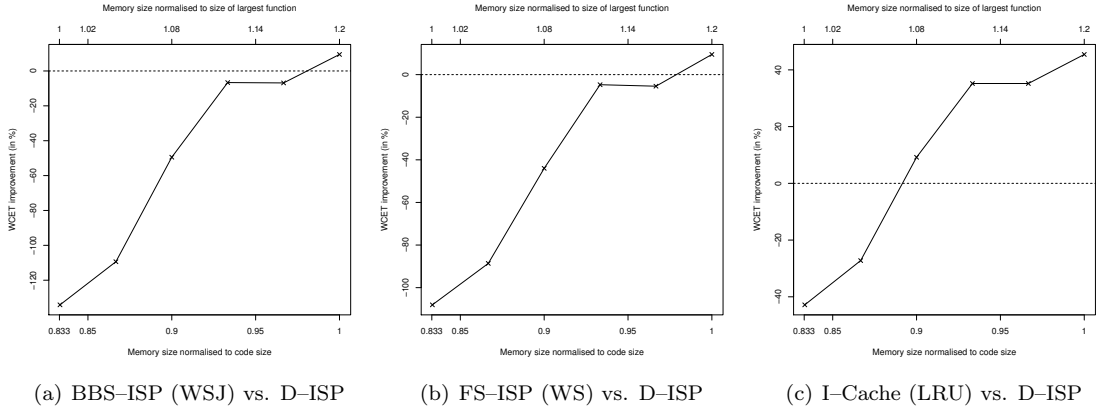 Memory size normalised to size of largest function
1 1.02 1.08 1.14 1.2
WCET improvement (in %)
0
−20
−40
−60
−80
−100
−120
0.833 0.85 0.9 0.95 1
Memory size normalised to code size
(a) BBS–ISP (WSJ) vs. D–ISP
Memory size normalised to size of largest function
1 1.02 1.08 1.14 1.2
WCET improvement (in %)
0
−20
−40
−60
−80
−100
0.833 0.85 0.9 0.95 1
Memory size normalised to code size
(b) FS–ISP (WS) vs. D–ISP
Memory size normalised to size of largest function
1 1.02 1.08 1.14 1.2
WCET improvement (in %)
40
20
0
−20
−40
0.833 0.85 0.9 0.95 1
Memory size normalised to code size
(c) I–Cache (LRU) vs. D–ISP